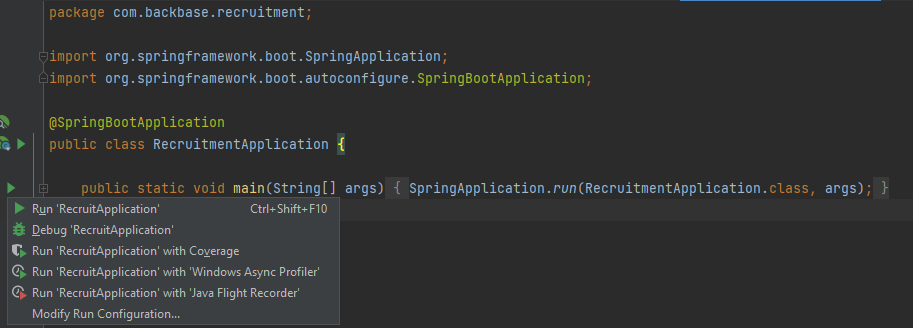 package com.backbase.recruitment;
import org.springframework.boot.SpringApplication;
import org.springframework.boot.autoconfigure.SpringBootApplication;
@SpringBootApplication
public class RecruitmentApplication {
public static void main(String[] args) { SpringApplication.run(RecruitmentApplication.class, args); }
Run 'RecruitApplication' Ctrl+Shift+F10
Debug 'RecruitApplication'
Run 'RecruitApplication' with Coverage
Run 'RecruitApplication' with 'Windows Async Profiler'
Run 'RecruitApplication' with 'Java Flight Recorder'
Modify Run Configuration...